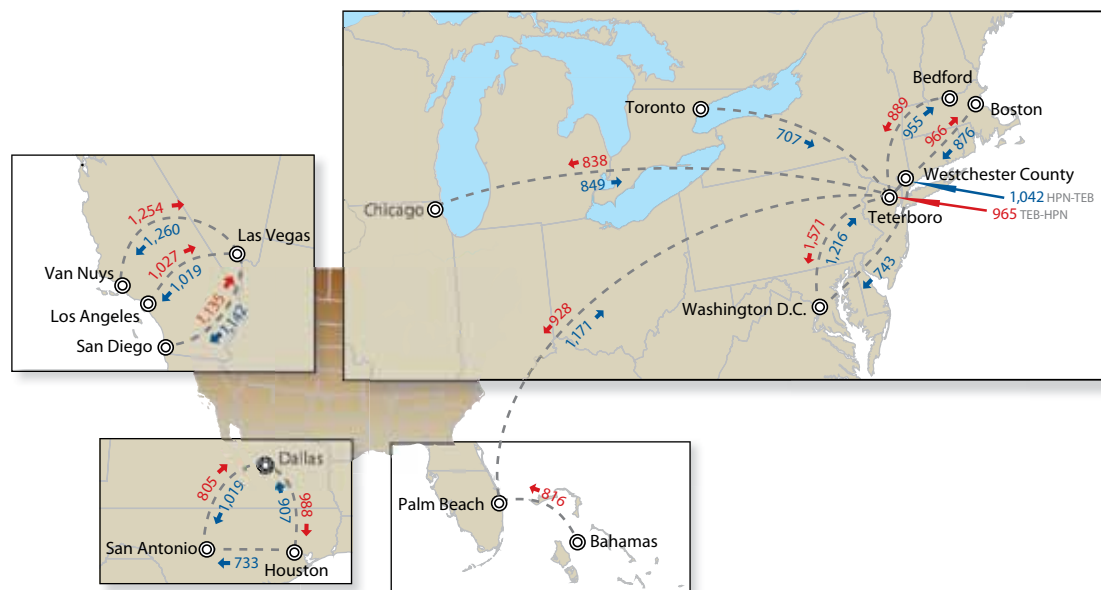 Bedford
Toronto
Boston
889
955
966
876
707
838
849
Westchester County
1,042 HPN-TEB
965 TEB-HPN
Teterboro
Chicago
1,254
1,260
Las Vegas
1,027
1,019
Van Nuys
Los Angeles
1,135
1,142
San Diego
1,571
1,216
743
Washington D.C.
928
1,171
Dallas
805
1,019
907
988
San Antonio
733
Houston
Palm Beach
816
Bahamas